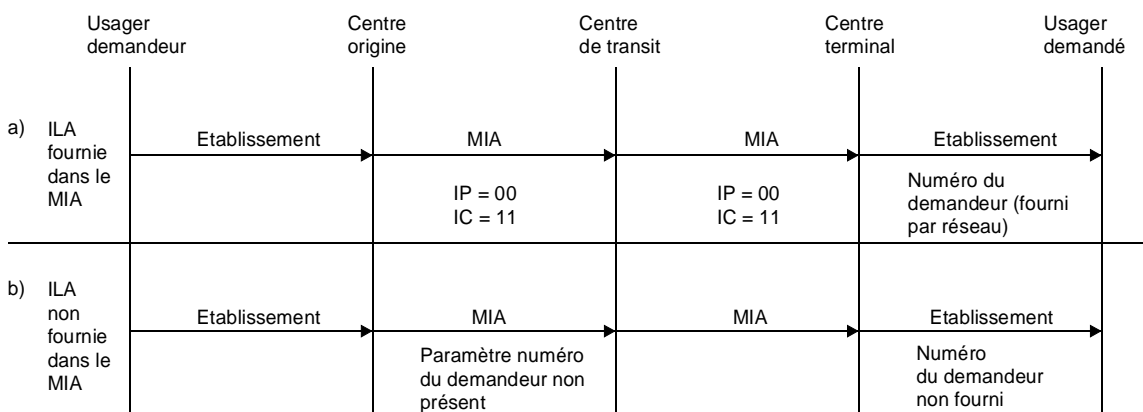 Usager
demandeur
Centre
origine
Centre
de transit
Centre
terminal
Usager
demandé
a) ILA
fournie
dans le
MIA
Etablissement
MIA
MIA
Etablissement
IP = 00
IC = 11
IP = 00
IC = 11
Numéro du
demandeur (fourni
par réseau)
b) ILA
non
fournie
dans le
MIA
Etablissement
MIA
MIA
Etablissement
Paramètre numéro
du demandeur non
présent
Numéro
du demandeur
non fourni